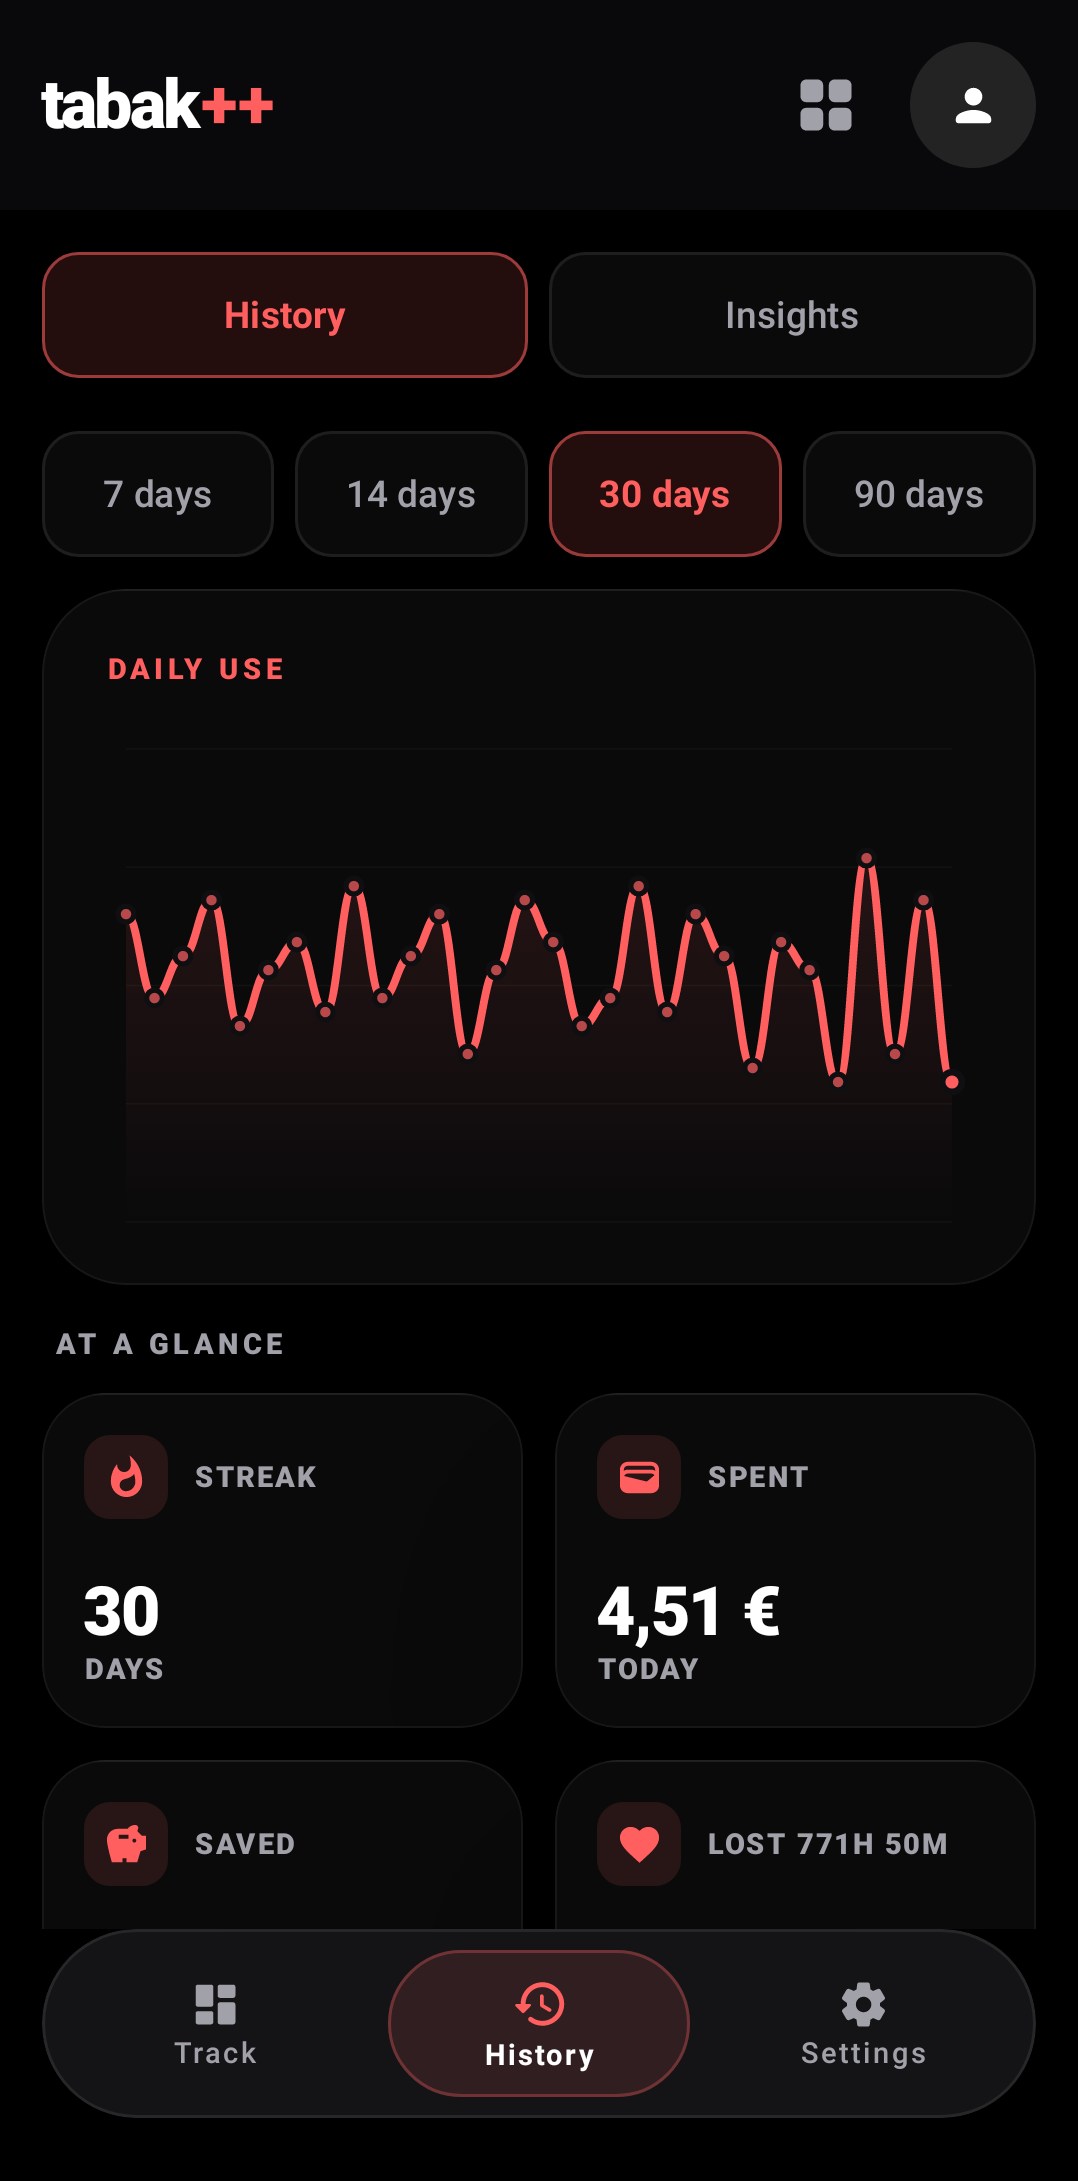 tabak++
History
Insights
7 days
14 days
30 days
90 days
DAILY USE
AT A GLANCE
STREAK
30
DAYS
SPENT
4,51 €
TODAY
SAVED
LOST 771H 50M
Track
History
Settings